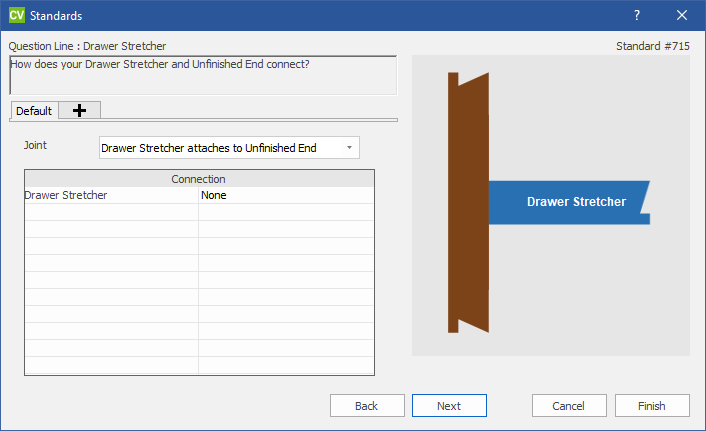 CV Standards ?
Question Line : Drawer Stretcher
Standard #715
How does your Drawer Stretcher and Unfinished End connect?
Default
Joint
Drawer Stretcher attaches to Unfinished End
Connection
Drawer Stretcher None
Drawer Stretcher
Back Next Cancel Finish